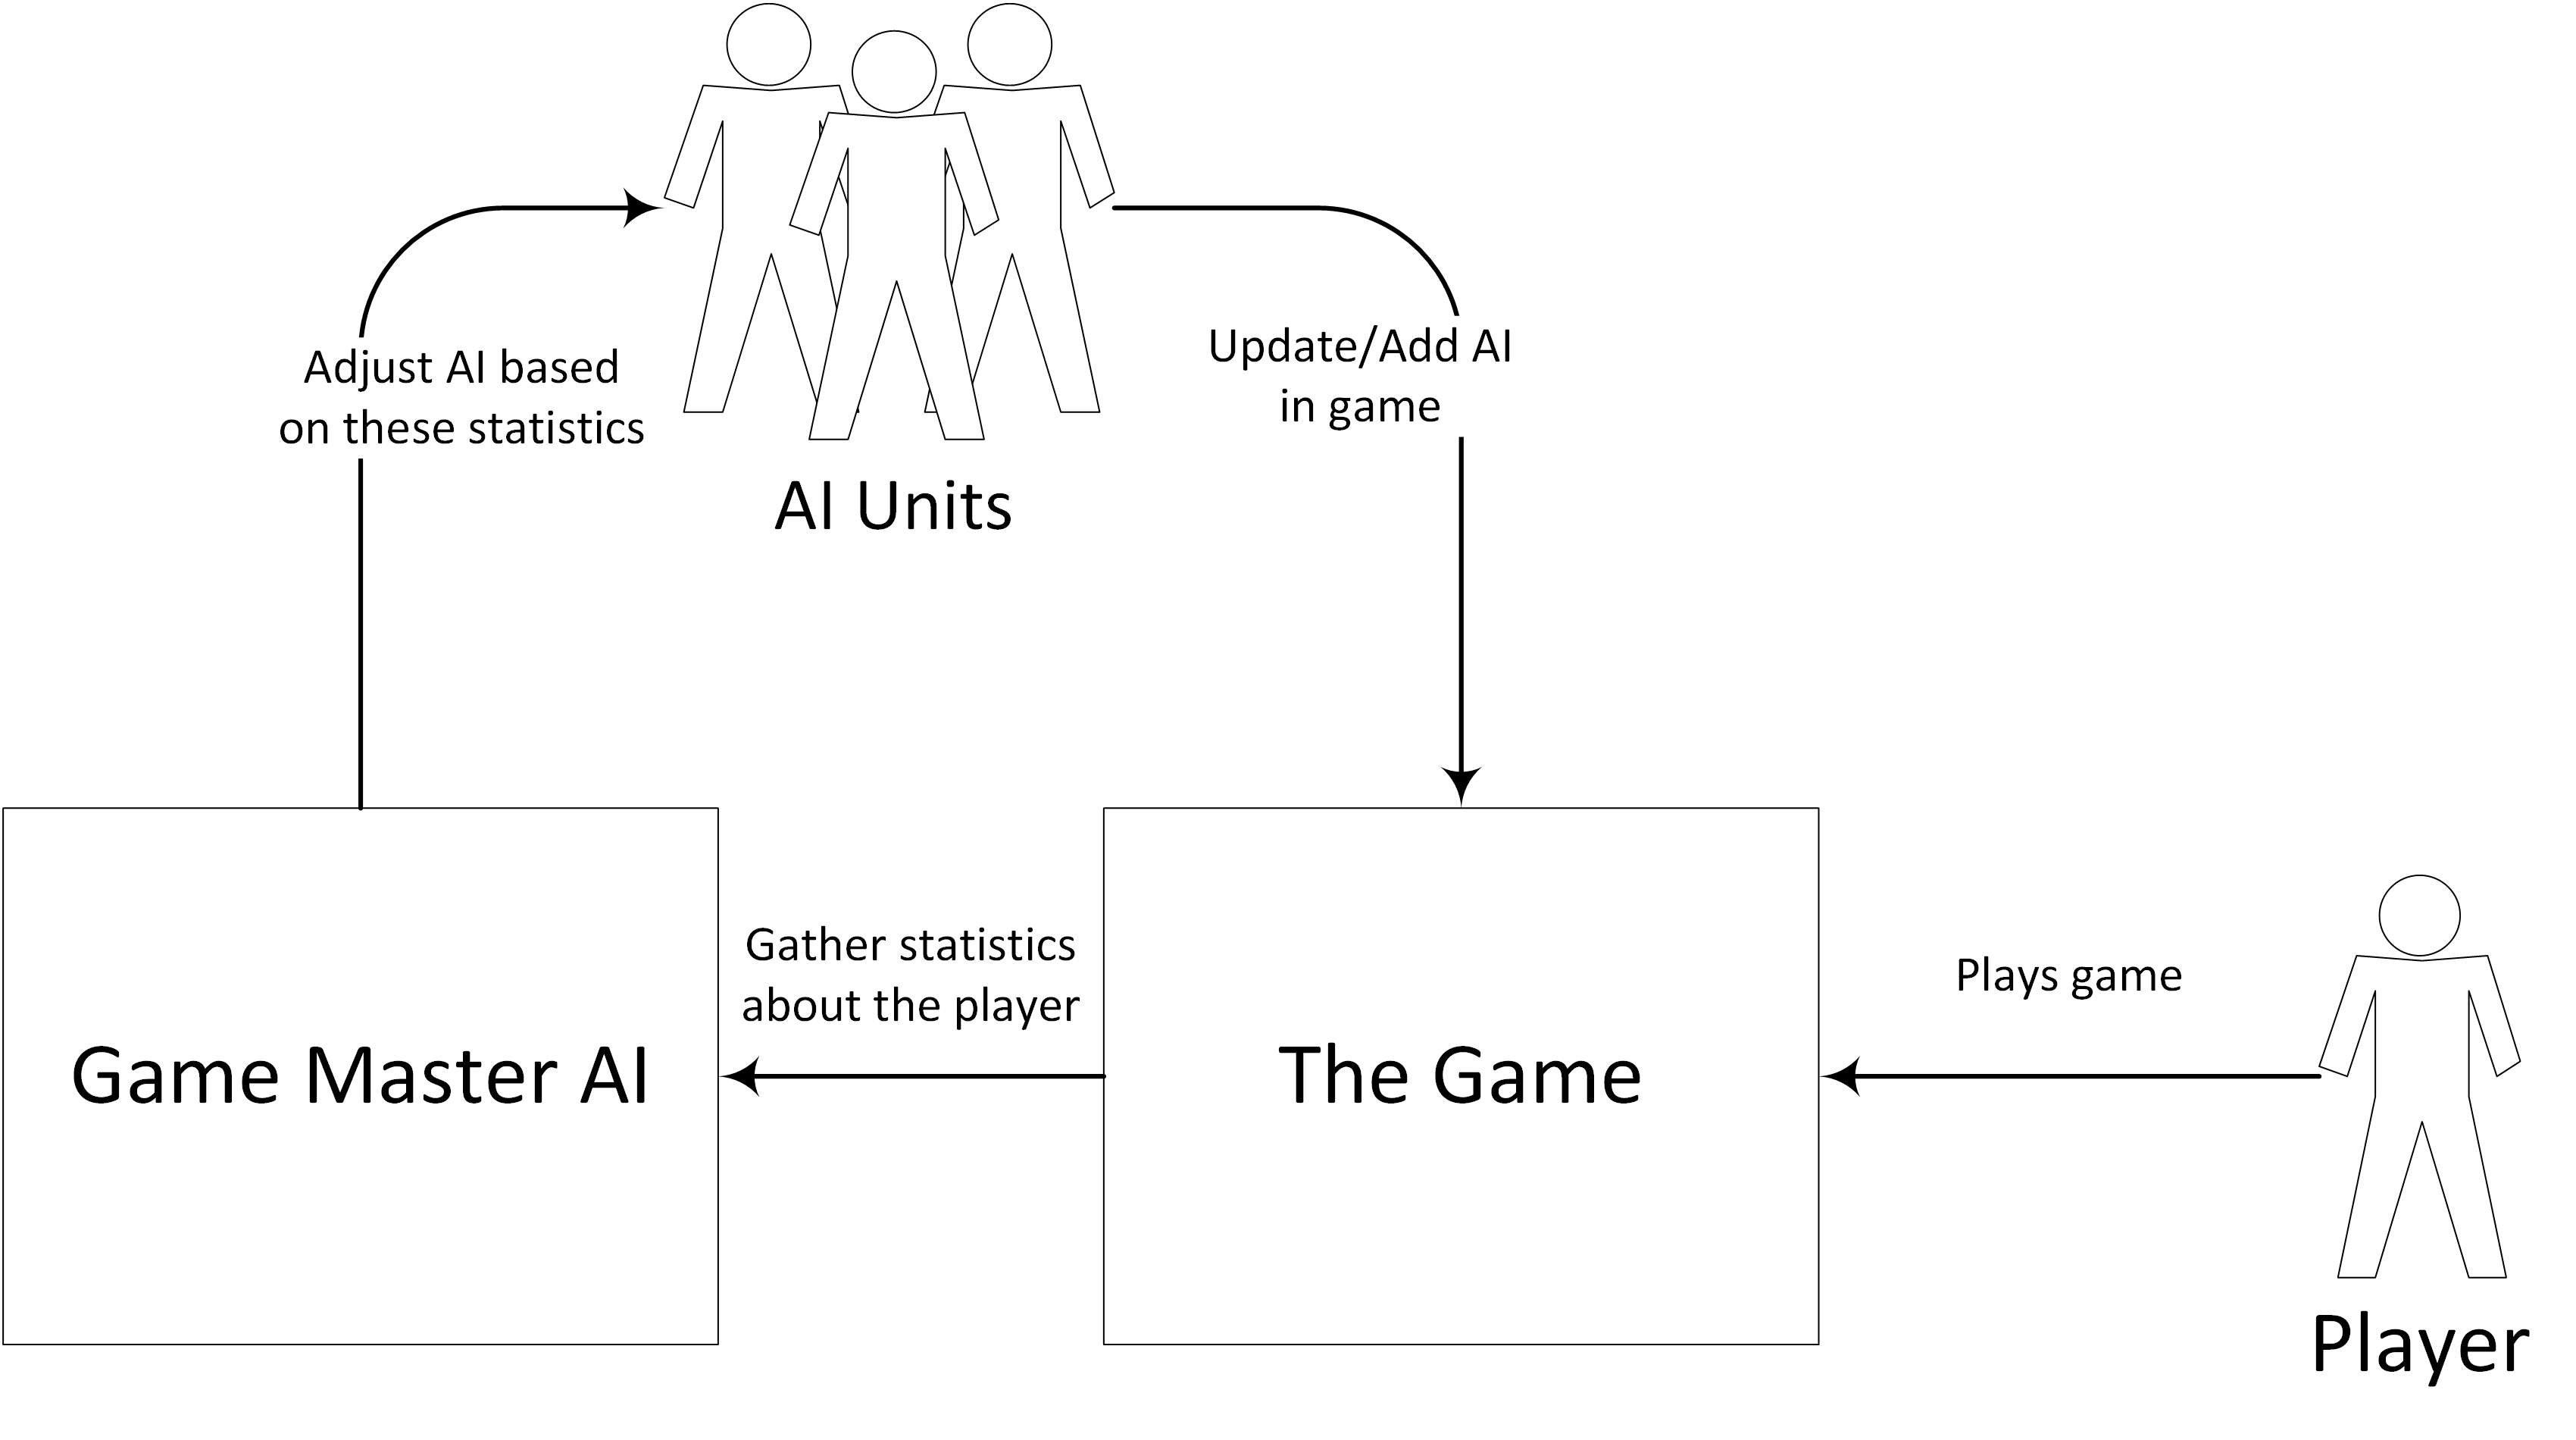 Adjust AI based
on these statistics
AI Units
Update/Add AI
in game
Game Master AI
Gather statistics
about the player
The Game
Plays game
Player